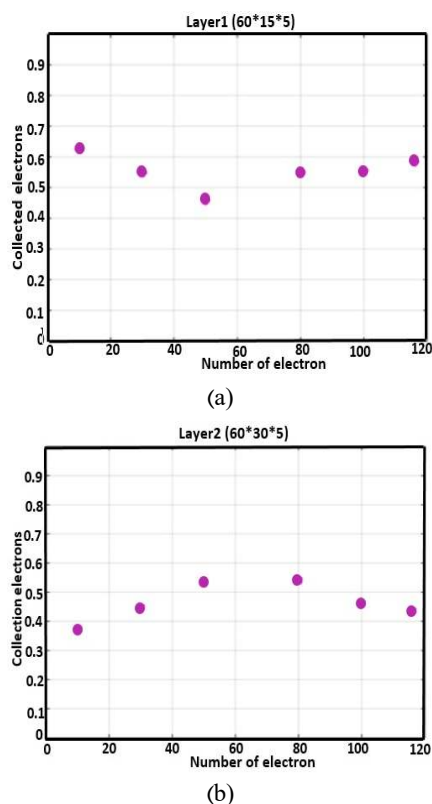 Layer1 (60*15*5)
0.9
0.8
0.7
0.6
0.5
0.4
0.3
0.2
0.1
0
Collected electrons
0 20 40 60 80 100 120
Number of electron
(a)
Layer2 (60*30*5)
0.9
0.8
0.7
0.6
0.5
0.4
0.3
0.2
0.1
0
Collection electrons
0 20 40 60 80 100 120
Number of electron
(b)